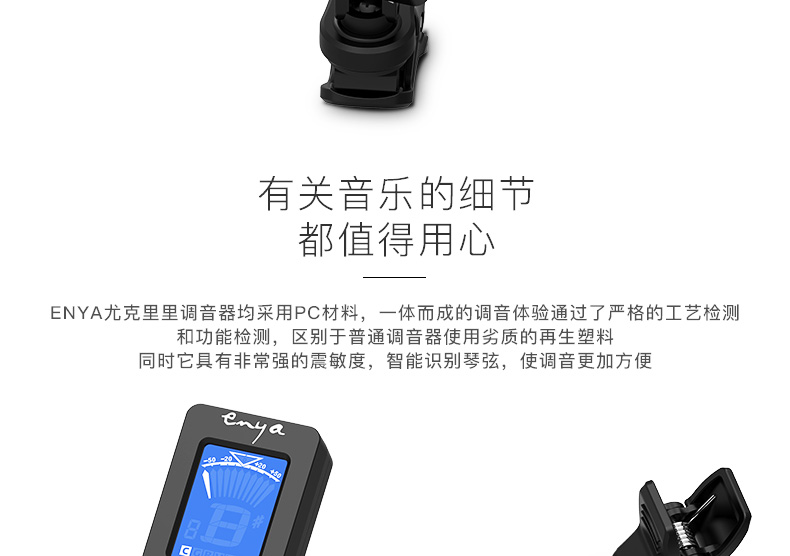 有关音乐的细节
都值得用心
ENYA尤克里里调音器均采用PC材料，一体而成的调音体验通过了严格的工艺检测
和功能检测，区别于普通调音器使用劣质的再生塑料
同时它具有非常强的震敏度，智能识别琴弦，使调音更加方便
enya
-50 -20 +20 +50
8 B #
C